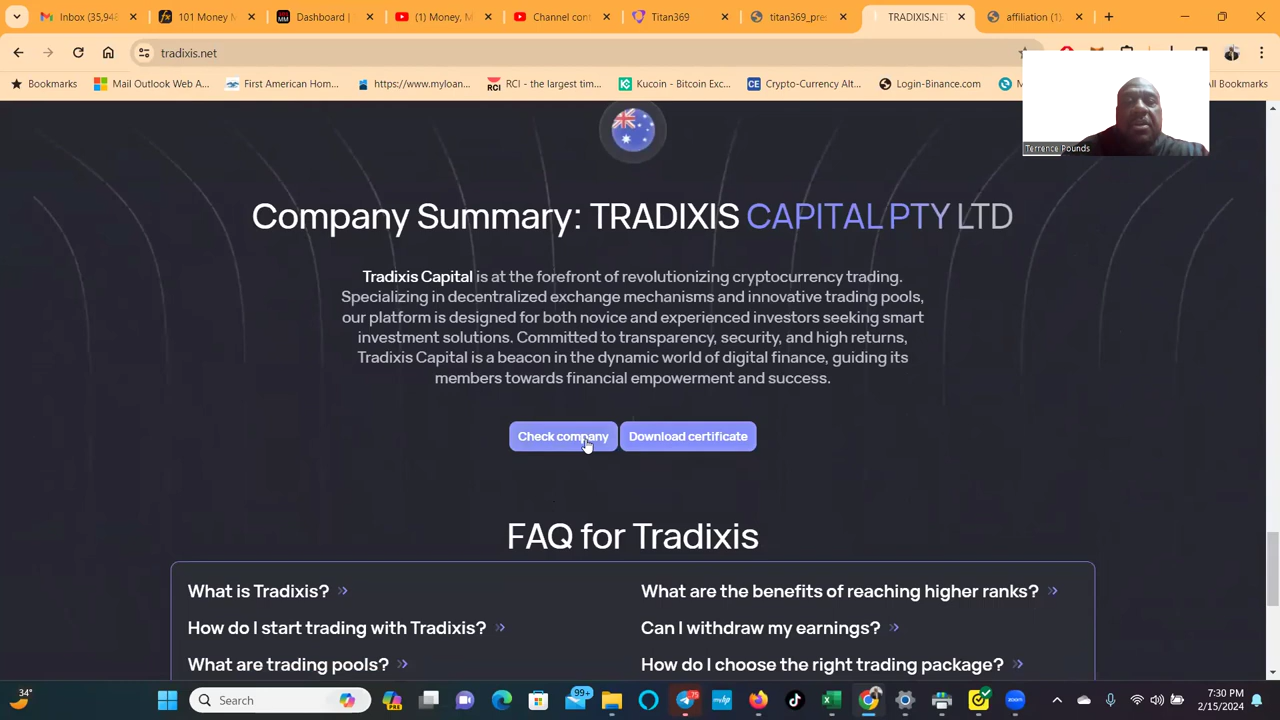 Inbox (35,948
101 Money M
Dashboard |
(1) Money, M
Channel cont
Titan369
titan369_pres
TRADIXIS.NET
affiliation (1).
tradixis.net
Bookmarks
Mail Outlook Web A...
First American Hom...
https://www.myloan...
RCI - the largest tim...
Kucoin - Bitcoin Exc...
Crypto-Currency Alt...
Login-Binance.com
All Bookmarks
Terrence Pounds
Company Summary: TRADIXIS CAPITAL PTY LTD
Tradixis Capital is at the forefront of revolutionizing cryptocurrency trading.
Specializing in decentralized exchange mechanisms and innovative trading pools,
our platform is designed for both novice and experienced investors seeking smart
investment solutions. Committed to transparency, security, and high returns,
Tradixis Capital is a beacon in the dynamic world of digital finance, guiding its
members towards financial empowerment and success.
Check company
Download certificate
FAQ for Tradixis
What is Tradixis?
What are the benefits of reaching higher ranks?
How do I start trading with Tradixis?
Can I withdraw my earnings?
What are trading pools?
How do I choose the right trading package?
34°
Search
99+
7:30 PM
2/15/2024